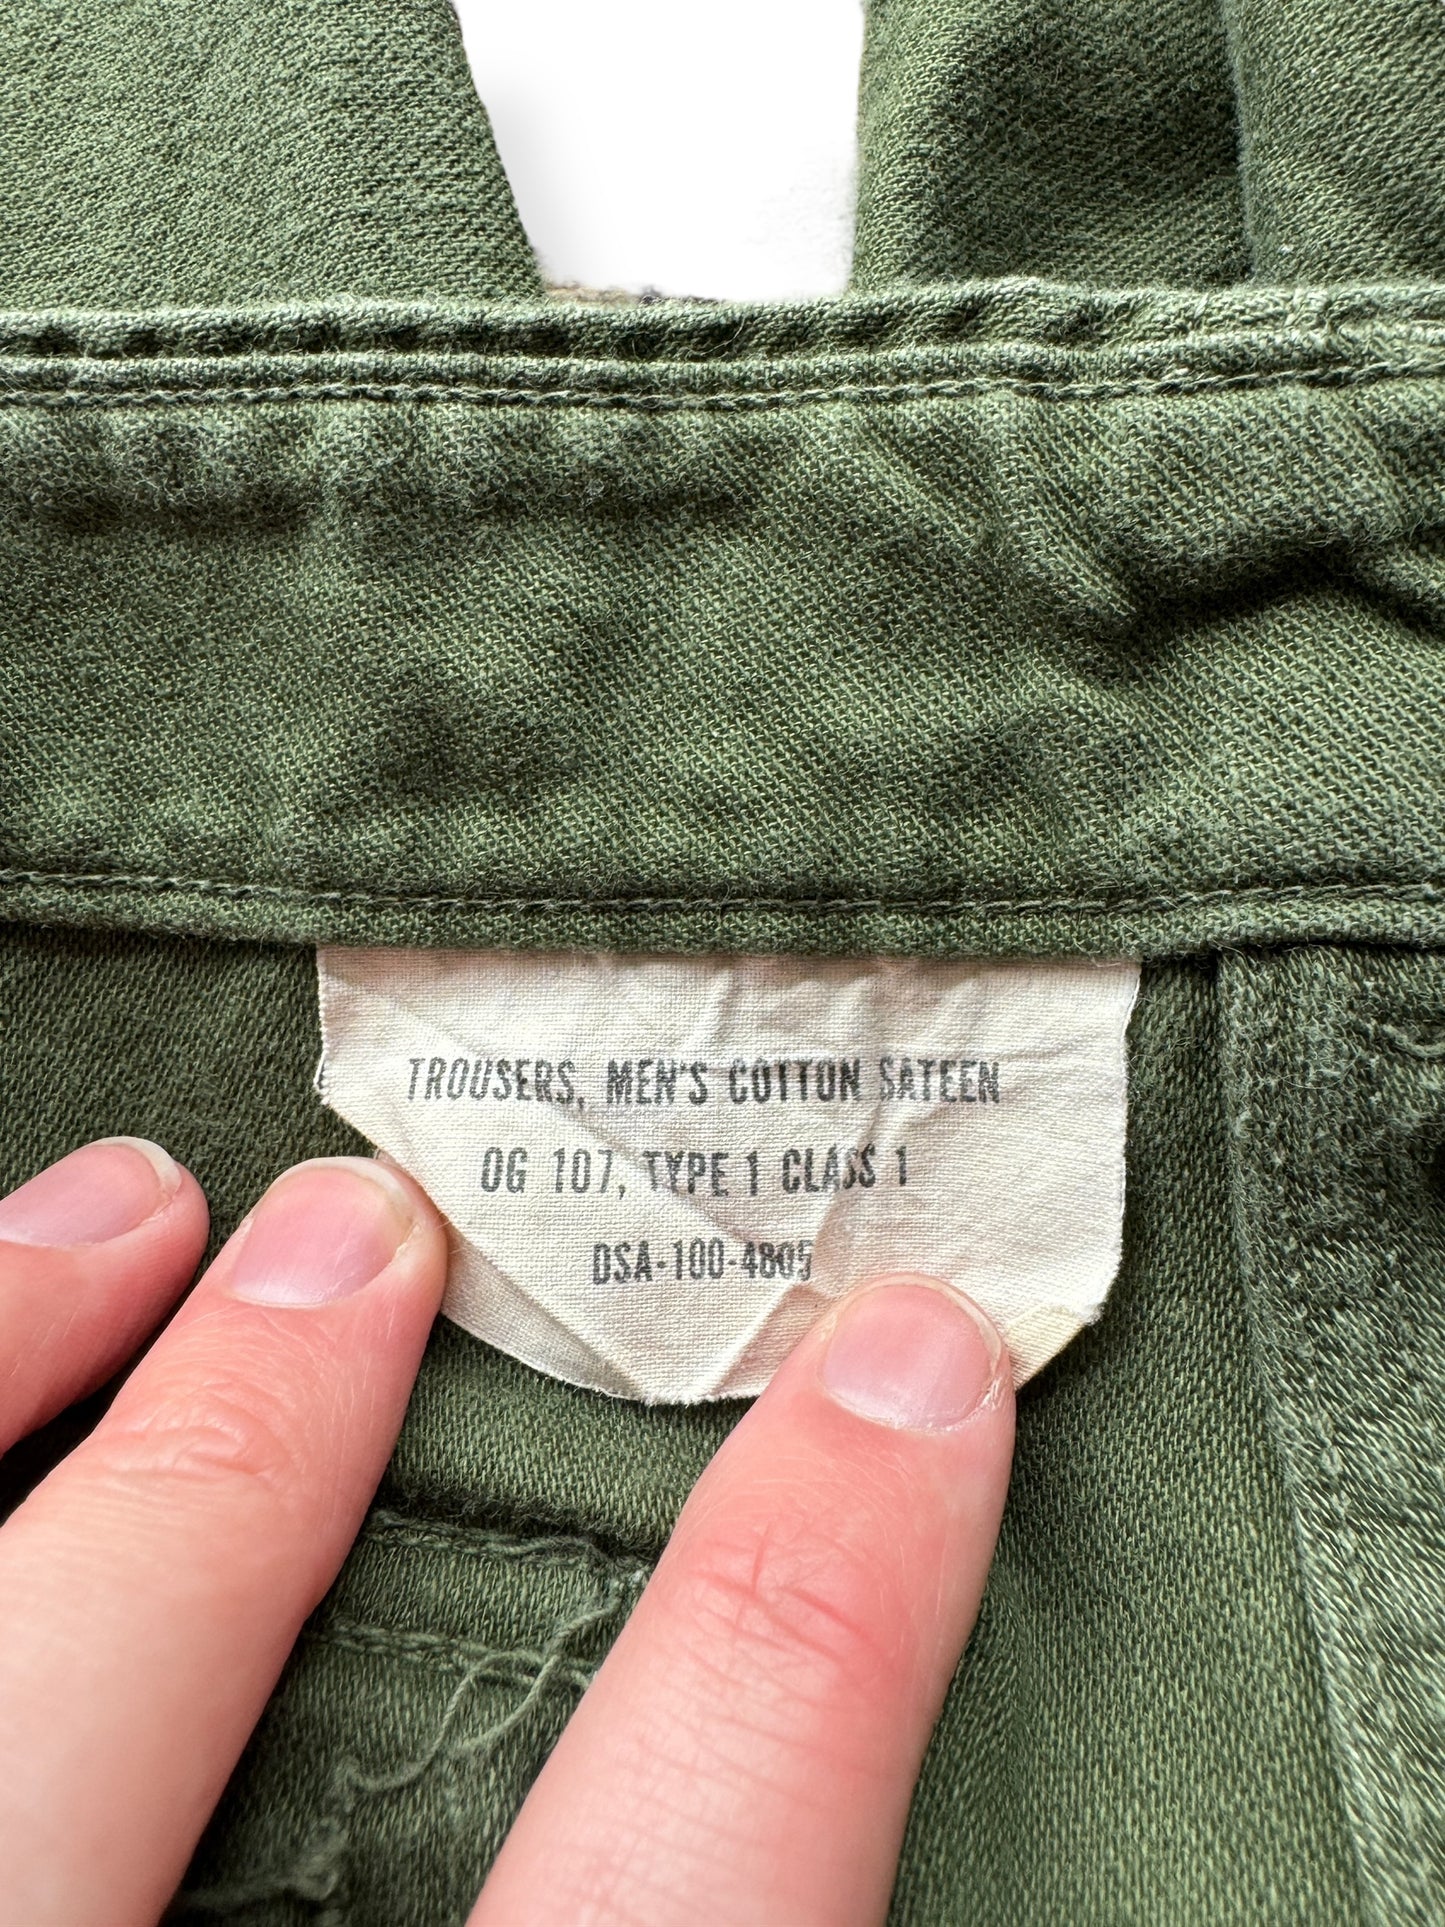 TROUSERS, MEN'S COTTON SATEEN
OG 107, TYPE 1 CLASS 1
DSA-100-4805